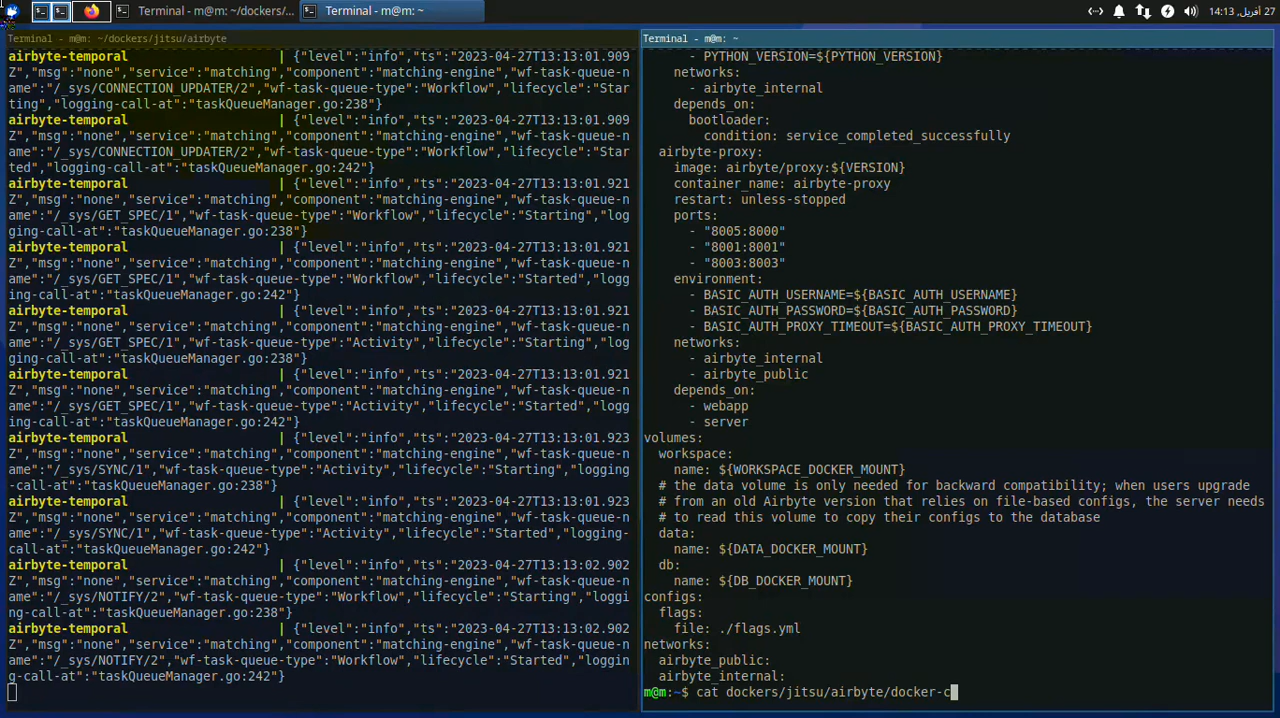 Terminal - m@m: ~/dockers/...
Terminal - m@m: ~
27 أفريل, 14:13
Terminal - m@m: ~/dockers/jitsu/airbyte
airbyte-temporal | {"level":"info","ts":"2023-04-27T13:13:01.909
Z","msg":"none","service":"matching","component":"matching-engine","wf-task-queue-n
ame":"/_sys/CONNECTION_UPDATER/2","wf-task-queue-type":"Workflow","lifecycle":"Star
ting","logging-call-at":"taskQueueManager.go:238"}
airbyte-temporal | {"level":"info","ts":"2023-04-27T13:13:01.909
Z","msg":"none","service":"matching","component":"matching-engine","wf-task-queue-n
ame":"/_sys/CONNECTION_UPDATER/2","wf-task-queue-type":"Workflow","lifecycle":"Star
ted","logging-call-at":"taskQueueManager.go:242"}
airbyte-temporal | {"level":"info","ts":"2023-04-27T13:13:01.921
Z","msg":"none","service":"matching","component":"matching-engine","wf-task-queue-n
ame":"/_sys/GET_SPEC/1","wf-task-queue-type":"Workflow","lifecycle":"Starting","log
ging-call-at":"taskQueueManager.go:238"}
airbyte-temporal | {"level":"info","ts":"2023-04-27T13:13:01.921
Z","msg":"none","service":"matching","component":"matching-engine","wf-task-queue-n
ame":"/_sys/GET_SPEC/1","wf-task-queue-type":"Workflow","lifecycle":"Started","logg
ing-call-at":"taskQueueManager.go:242"}
airbyte-temporal | {"level":"info","ts":"2023-04-27T13:13:01.921
Z","msg":"none","service":"matching","component":"matching-engine","wf-task-queue-n
ame":"/_sys/GET_SPEC/1","wf-task-queue-type":"Activity","lifecycle":"Starting","log
ging-call-at":"taskQueueManager.go:238"}
airbyte-temporal | {"level":"info","ts":"2023-04-27T13:13:01.921
Z","msg":"none","service":"matching","component":"matching-engine","wf-task-queue-n
ame":"/_sys/GET_SPEC/1","wf-task-queue-type":"Activity","lifecycle":"Started","logg
ing-call-at":"taskQueueManager.go:242"}
airbyte-temporal | {"level":"info","ts":"2023-04-27T13:13:01.923
Z","msg":"none","service":"matching","component":"matching-engine","wf-task-queue-n
ame":"/_sys/SYNC/1","wf-task-queue-type":"Activity","lifecycle":"Starting","logging
-call-at":"taskQueueManager.go:238"}
airbyte-temporal | {"level":"info","ts":"2023-04-27T13:13:01.923
Z","msg":"none","service":"matching","component":"matching-engine","wf-task-queue-n
ame":"/_sys/SYNC/1","wf-task-queue-type":"Activity","lifecycle":"Started","logging-
call-at":"taskQueueManager.go:242"}
airbyte-temporal | {"level":"info","ts":"2023-04-27T13:13:02.902
Z","msg":"none","service":"matching","component":"matching-engine","wf-task-queue-n
ame":"/_sys/NOTIFY/2","wf-task-queue-type":"Workflow","lifecycle":"Starting","loggi
ng-call-at":"taskQueueManager.go:238"}
airbyte-temporal | {"level":"info","ts":"2023-04-27T13:13:02.902
Z","msg":"none","service":"matching","component":"matching-engine","wf-task-queue-n
ame":"/_sys/NOTIFY/2","wf-task-queue-type":"Workflow","lifecycle":"Started","loggin
g-call-at":"taskQueueManager.go:242"}
Terminal - m@m: ~
- PYTHON_VERSION=${PYTHON_VERSION}
networks:
- airbyte_internal
depends_on:
bootloader:
condition: service_completed_successfully
airbyte-proxy:
image: airbyte/proxy:${VERSION}
container_name: airbyte-proxy
restart: unless-stopped
ports:
- "8005:8000"
- "8001:8001"
- "8003:8003"
environment:
- BASIC_AUTH_USERNAME=${BASIC_AUTH_USERNAME}
- BASIC_AUTH_PASSWORD=${BASIC_AUTH_PASSWORD}
- BASIC_AUTH_PROXY_TIMEOUT=${BASIC_AUTH_PROXY_TIMEOUT}
networks:
- airbyte_internal
- airbyte_public
depends_on:
- webapp
- server
volumes:
workspace:
name: ${WORKSPACE_DOCKER_MOUNT}
# the data volume is only needed for backward compatibility; when users upgrade
# from an old Airbyte version that relies on file-based configs, the server needs
# to read this volume to copy their configs to the database
data:
name: ${DATA_DOCKER_MOUNT}
db:
name: ${DB_DOCKER_MOUNT}
configs:
flags:
file: ./flags.yml
networks:
airbyte_public:
airbyte_internal:
m@m:~$ cat dockers/jitsu/airbyte/docker-c